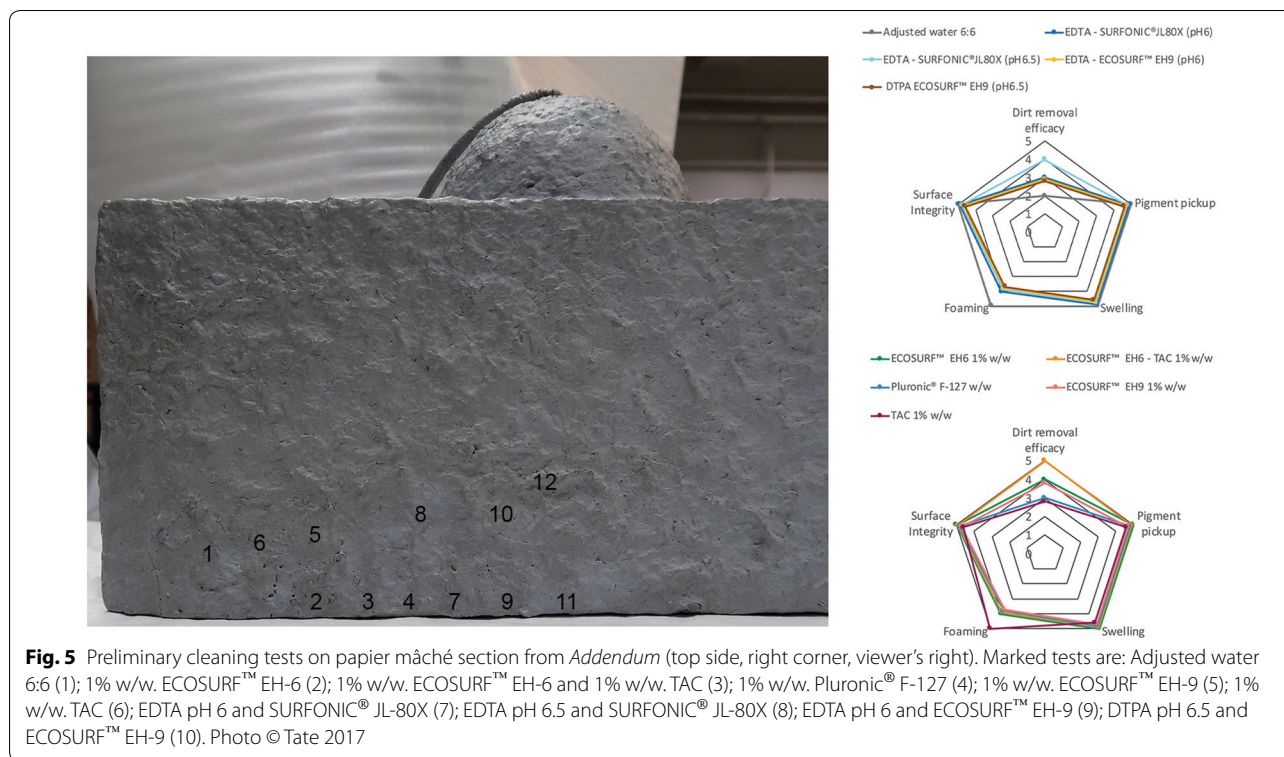 Adjusted water 6:6
EDTA - SURFONIC®JL80X (pH6)
EDTA - SURFONIC®JL80X (pH6.5)
EDTA - ECOSURF™ EH9 (pH6)
DTPA ECOSURF™ EH9 (pH6.5)
Dirt removal
efficacy
5
4
3
2
1
0
Surface
Integrity
Pigment pickup
Foaming
Swelling
ECOSURF™ EH6 1% w/w
ECOSURF™ EH6 - TAC 1% w/w
Pluronic® F-127 w/w
ECOSURF™ EH9 1% w/w
TAC 1% w/w
Dirt removal
efficacy
5
4
3
2
1
0
Surface
Integrity
Pigment
pickup
Foaming
Swelling
12
8
10
5
6
1
2
3
4
7
9
11
Fig. 5 Preliminary cleaning tests on papier mâché section from Addendum (top side, right corner, viewer's right). Marked tests are: Adjusted water
6:6 (1); 1% w/w. ECOSURF™ EH-6 (2); 1% w/w. ECOSURF™ EH-6 and 1% w/w. TAC (3); 1% w/w. Pluronic® F-127 (4); 1% w/w. ECOSURF™ EH-9 (5); 1%
w/w. TAC (6); EDTA pH 6 and SURFONIC® JL-80X (7); EDTA pH 6.5 and SURFONIC® JL-80X (8); EDTA pH 6 and ECOSURF™ EH-9 (9); DTPA pH 6.5 and
ECOSURF™ EH-9 (10). Photo © Tate 2017